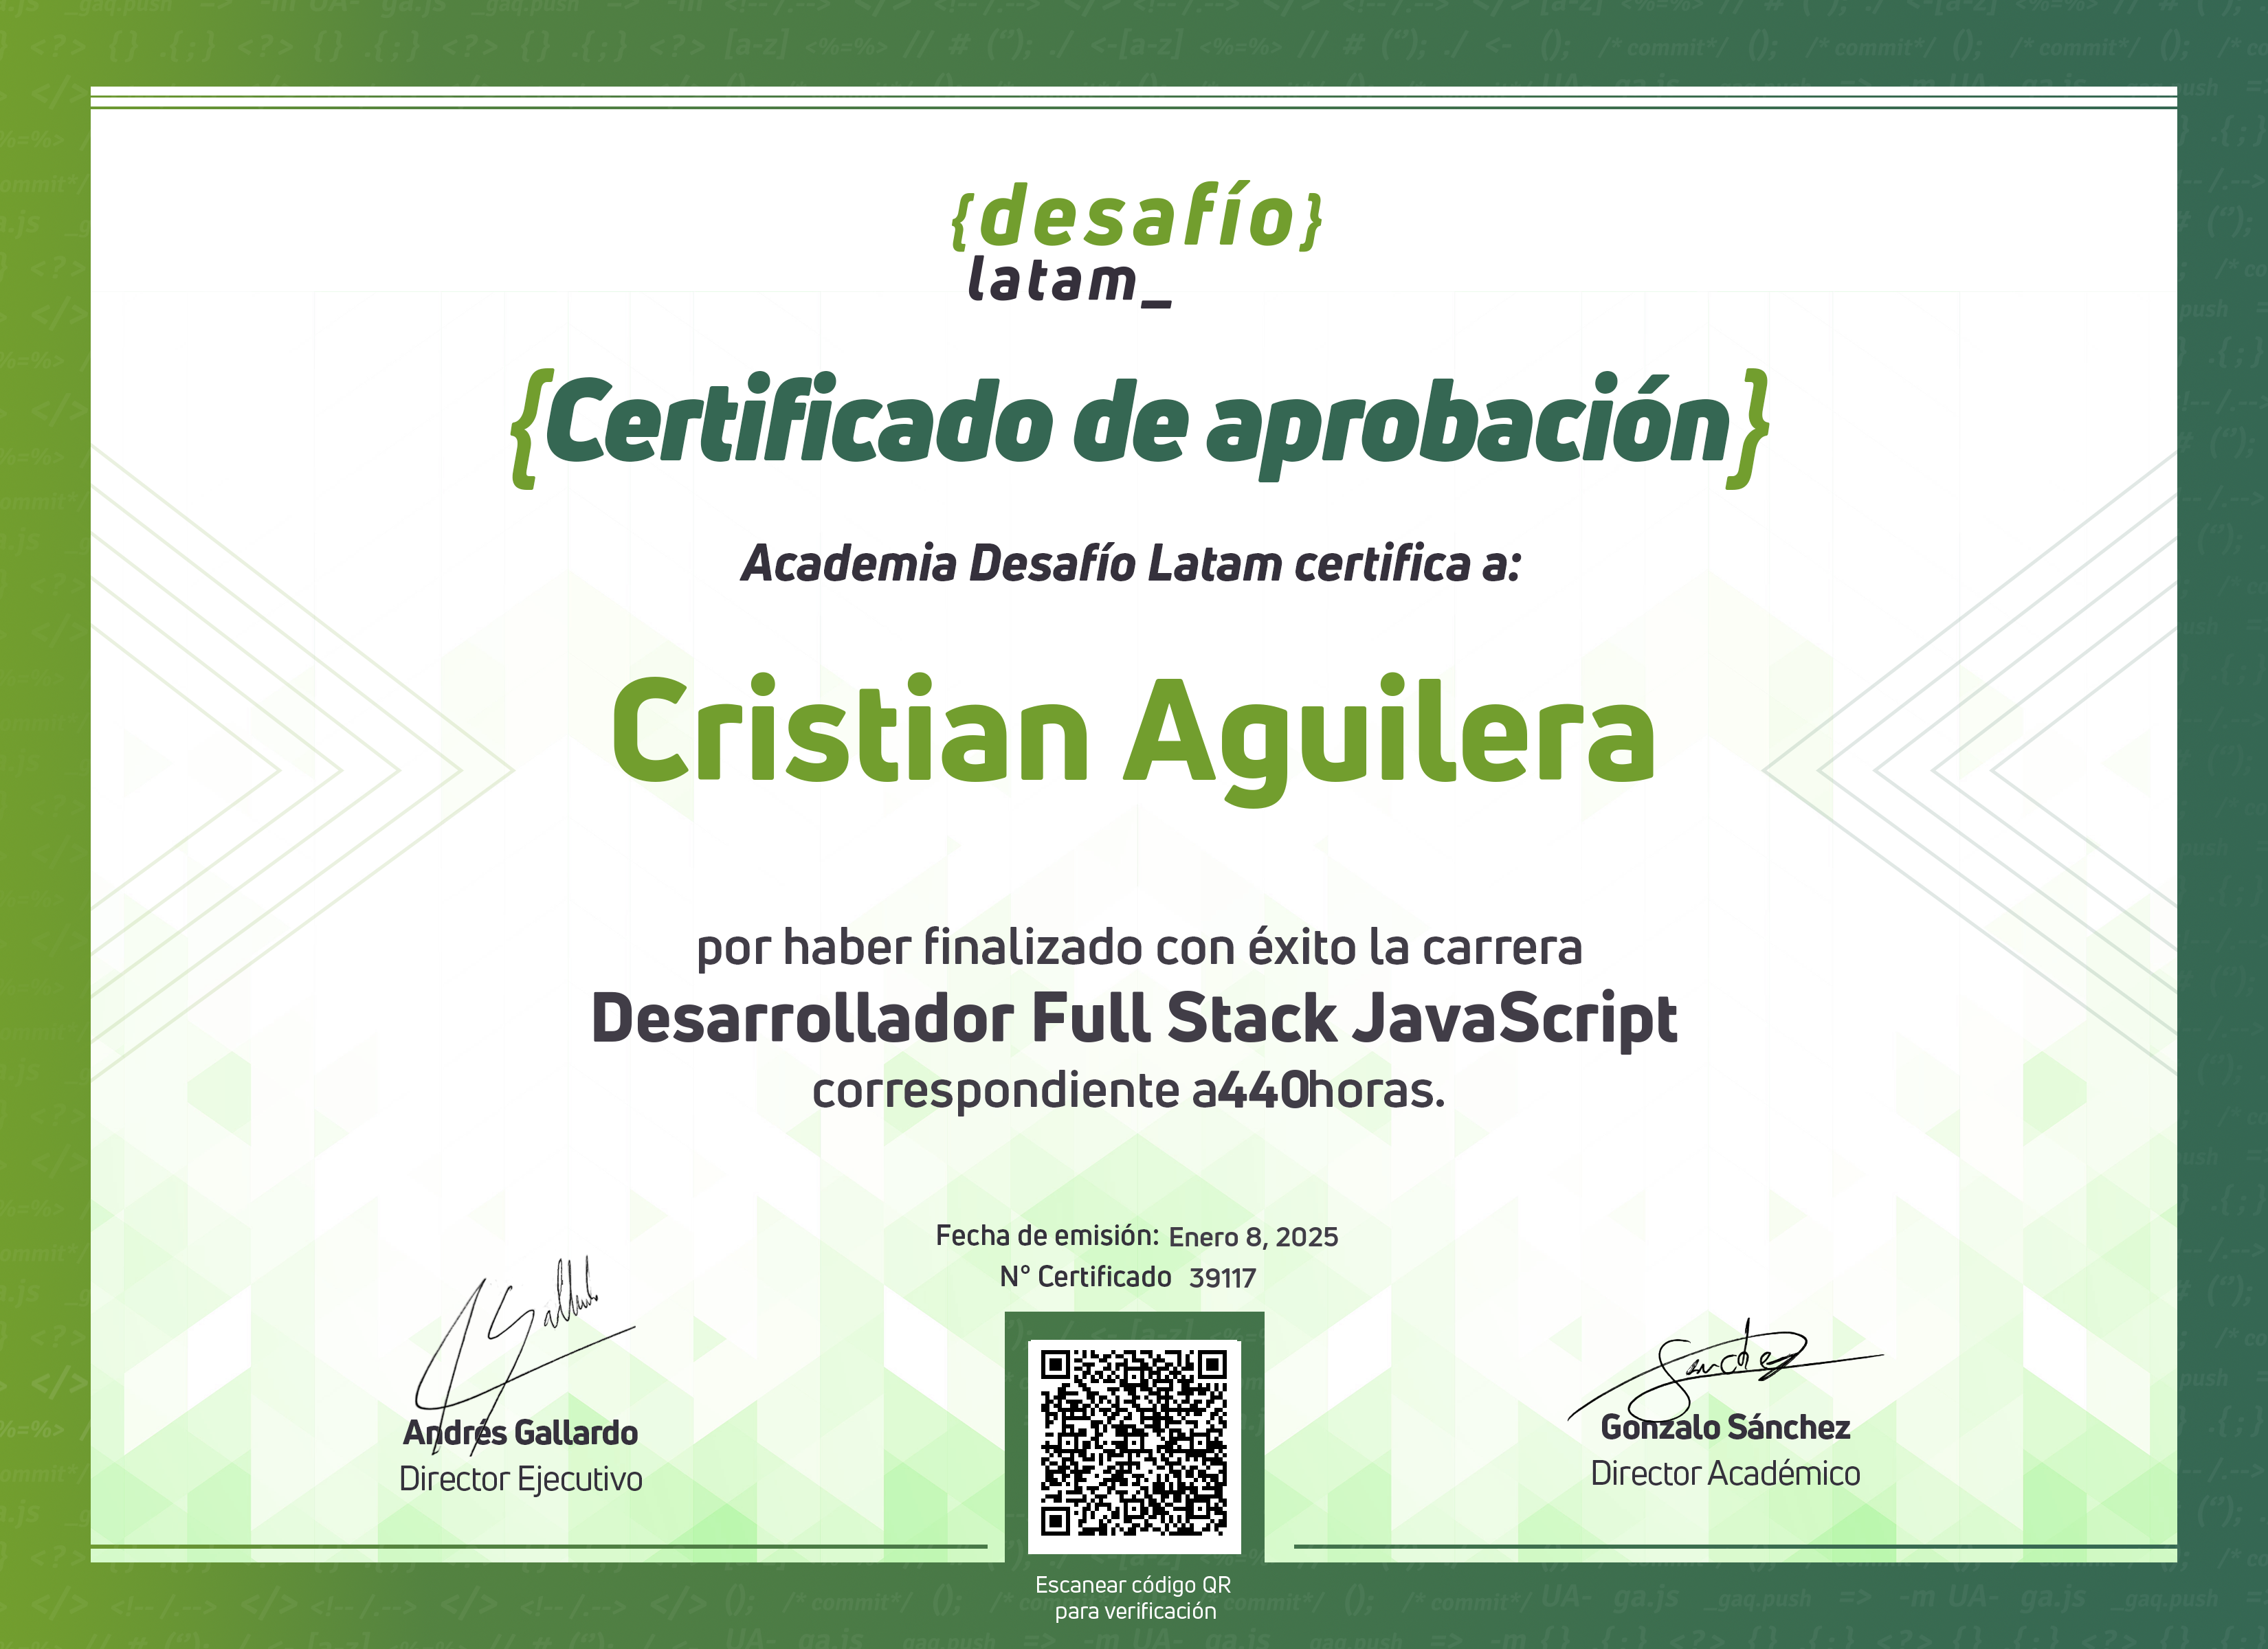 {desafío}
latam_
{Certificado de aprobación}
Academia Desafío Latam certifica a:
Cristian Aguilera
por haber finalizado con éxito la carrera
Desarrollador Full Stack JavaScript
correspondiente a440horas.
Fecha de emisión: Enero 8, 2025
N° Certificado 39117
Andrés Gallardo
Director Ejecutivo
Gonzalo Sánchez
Director Académico
Escanear código QR
para verificación